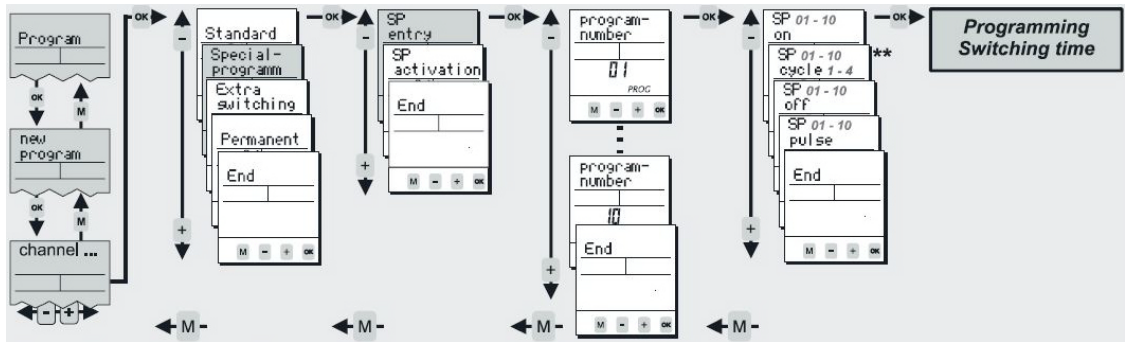 Program
OK
M
new
program
OK
M
channel ...
- +
OK
-
Standard
Special-
programm
Extra
switching
Permanent
End
M - + OK
+
M
OK
-
SP
entry
SP
activation
End
M - + OK
+
M
OK
-
program-
number
01
PROG
M - + OK
program-
number
10
End
M - + OK
+
M
OK
-
SP 01 - 10
on
SP 01 - 10 **
cycle 1 - 4
SP 01 - 10
off
SP 01 - 10
pulse
End
M - + OK
+
M
OK
Programming
Switching time